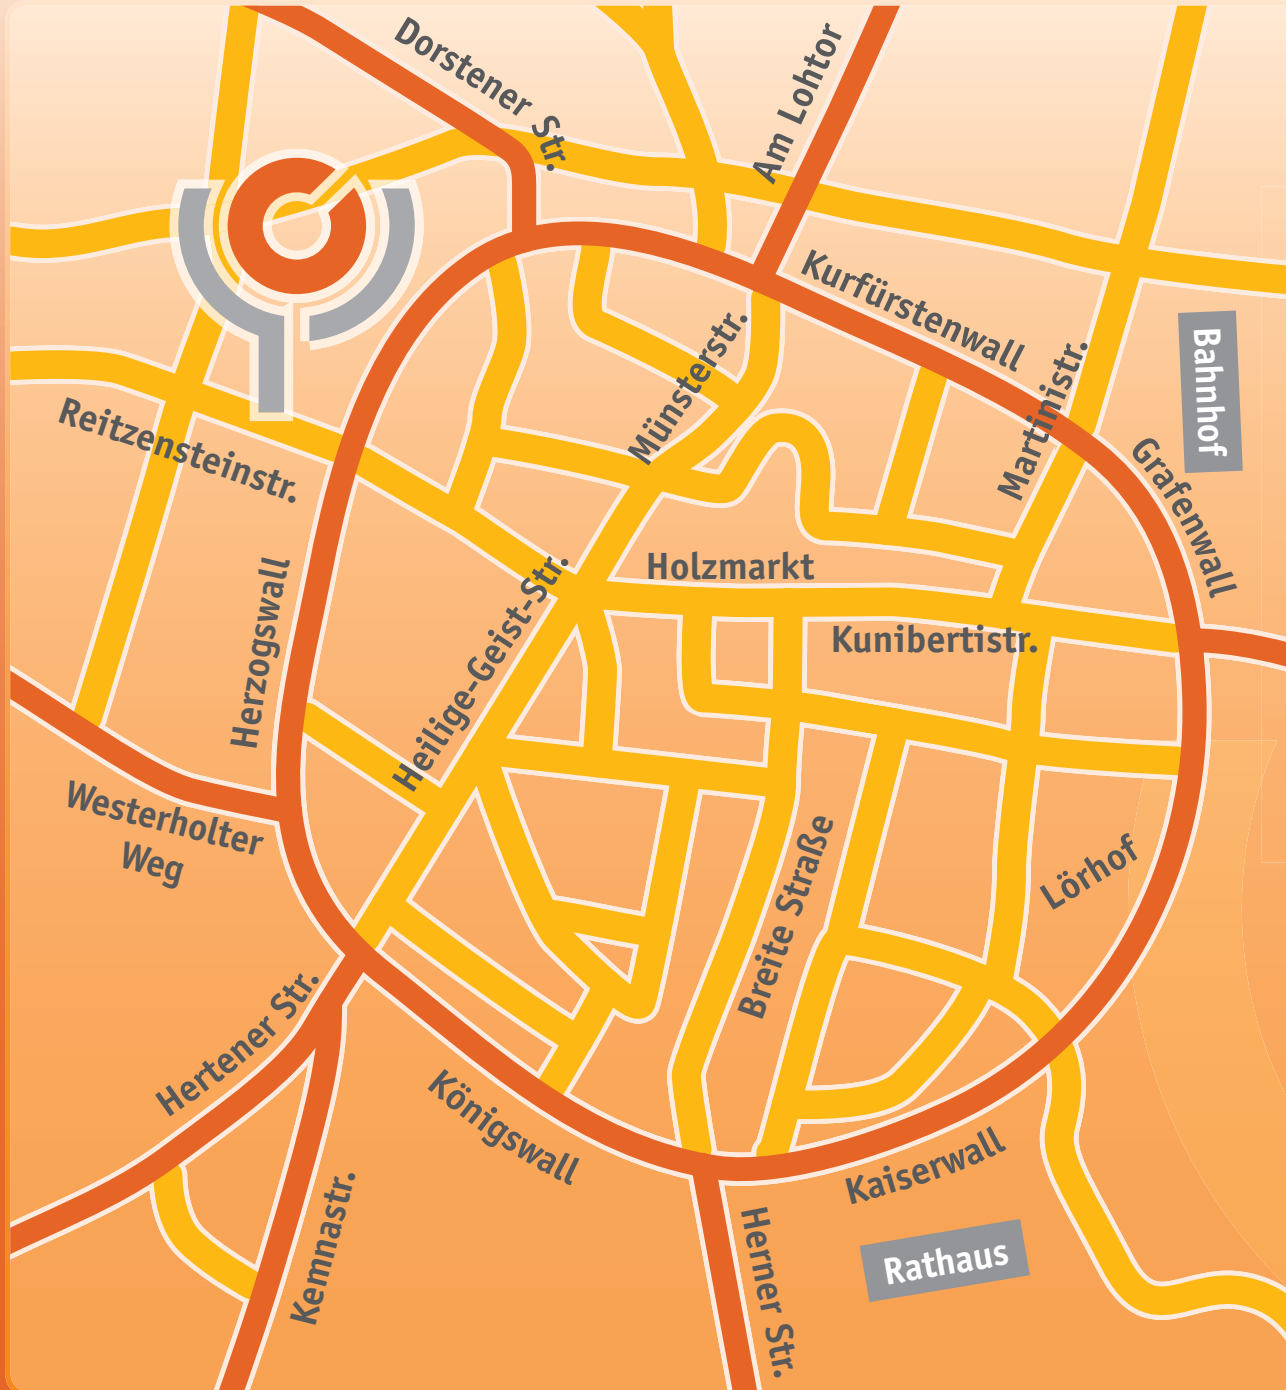 Dorstener Str.
Am Lohtor
Kurfürstenwall
Münsterstr.
Martinistr.
Bahnhof
Reitzensteinstr.
Grafenwall
Holzmarkt
Herzogswall
Heilige-Geist-Str.
Kunibertistr.
Westerholter
Weg
Breite Straße
Lörhof
Hertener Str.
Königswall
Kaiserwall
Kemnastr.
Herner Str.
Rathaus